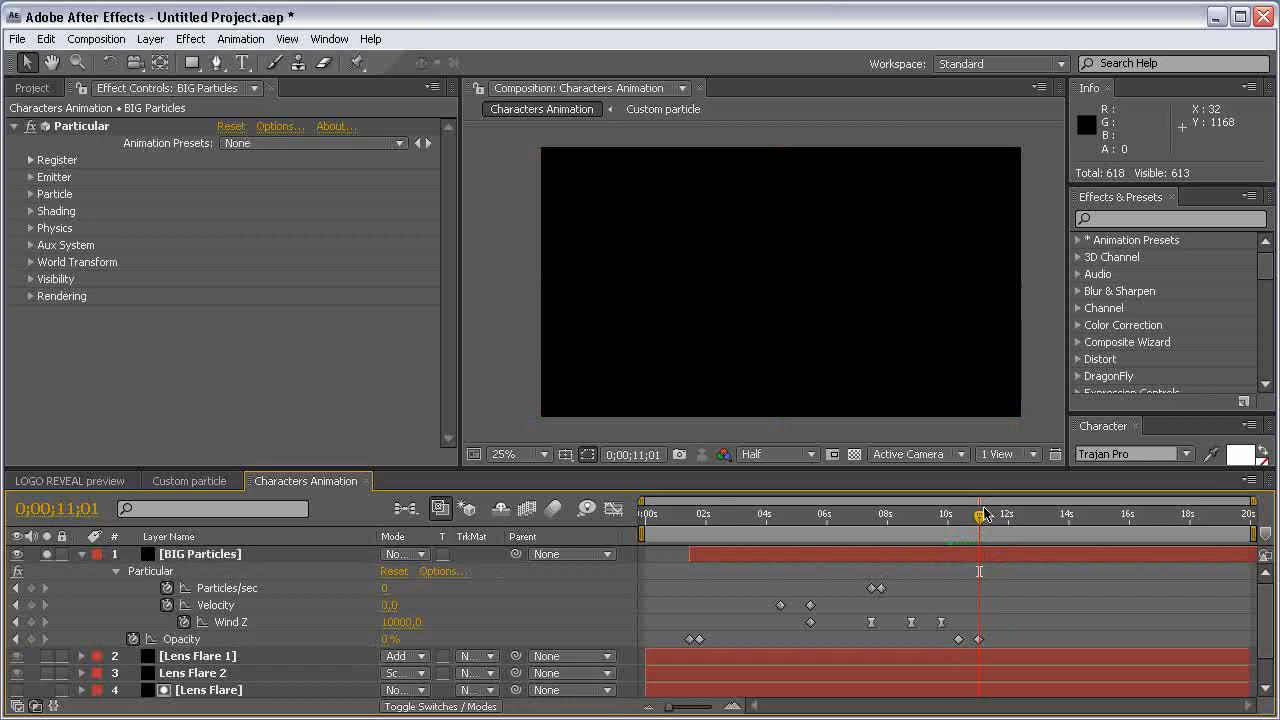 Adobe After Effects - Untitled Project.aep *
File Edit Composition Layer Effect Animation View Window Help
Workspace: Standard Search Help
Project Effect Controls: BIG Particles
Characters Animation • BIG Particles
fx Particular Reset Options... About...
Animation Presets: None
Register
Emitter
Particle
Shading
Physics
Aux System
World Transform
Visibility
Rendering
Composition: Characters Animation
Characters Animation Custom particle
25% 0;00;11;01 Half Active Camera 1 View
Info
R : X : 32
G : Y : 1168
B :
A : 0
Total: 618 Visible: 613
Effects & Presets
* Animation Presets
3D Channel
Audio
Blur & Sharpen
Channel
Color Correction
Composite Wizard
Distort
DragonFly
Expression Controls
Character
Trajan Pro
LOGO REVEAL preview Custom particle Characters Animation
0;00;11;01
:00s 02s 04s 06s 08s 10s 12s 14s 16s 18s 20s
# Layer Name Mode T TrkMat Parent
1 [BIG Particles] No... None
fx Particular Reset Options...
Particles/sec 0
Velocity 0,0
Wind Z 10000,0
Opacity 0 %
2 [Lens Flare 1] Add N... None
3 Lens Flare 2 Sc... N... None
4 [Lens Flare] No... N... None
Toggle Switches / Modes